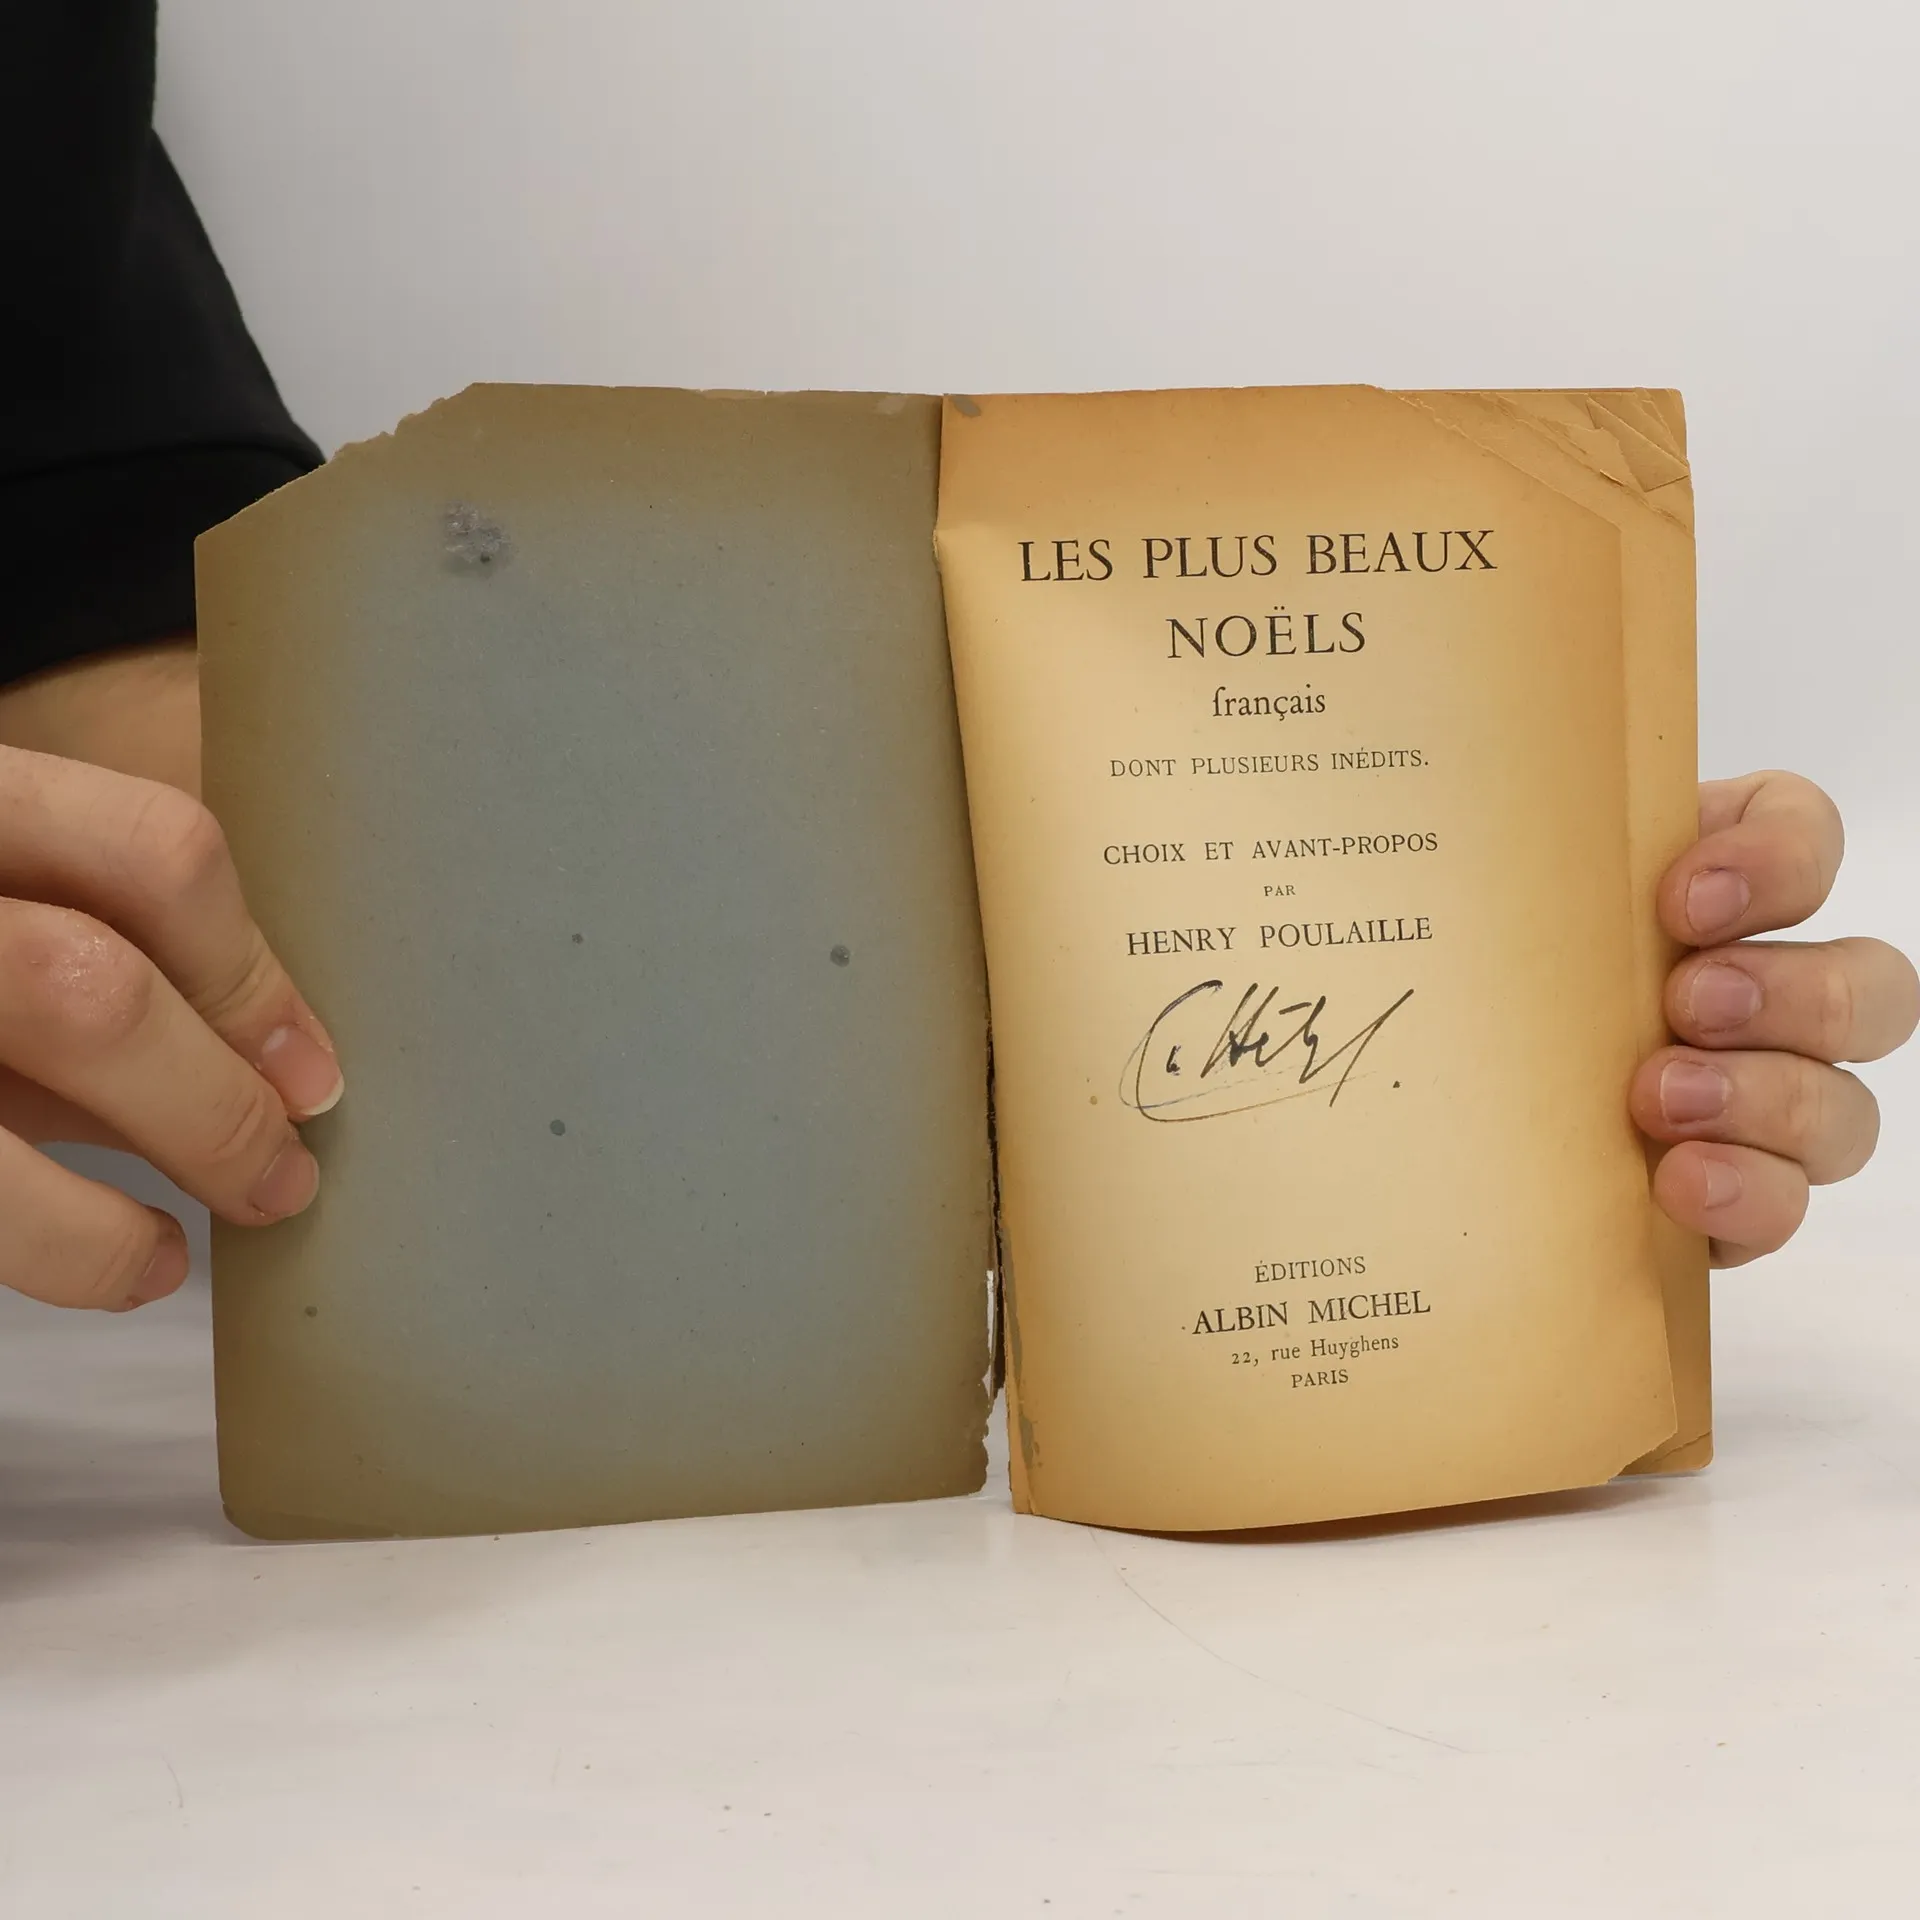 LES PLUS BEAUX
NOËLS
français
DONT PLUSIEURS INÉDITS.
CHOIX ET AVANT-PROPOS
PAR
HENRY POULAILLE
ÉDITIONS
ALBIN MICHEL
22, rue Huyghens
PARIS